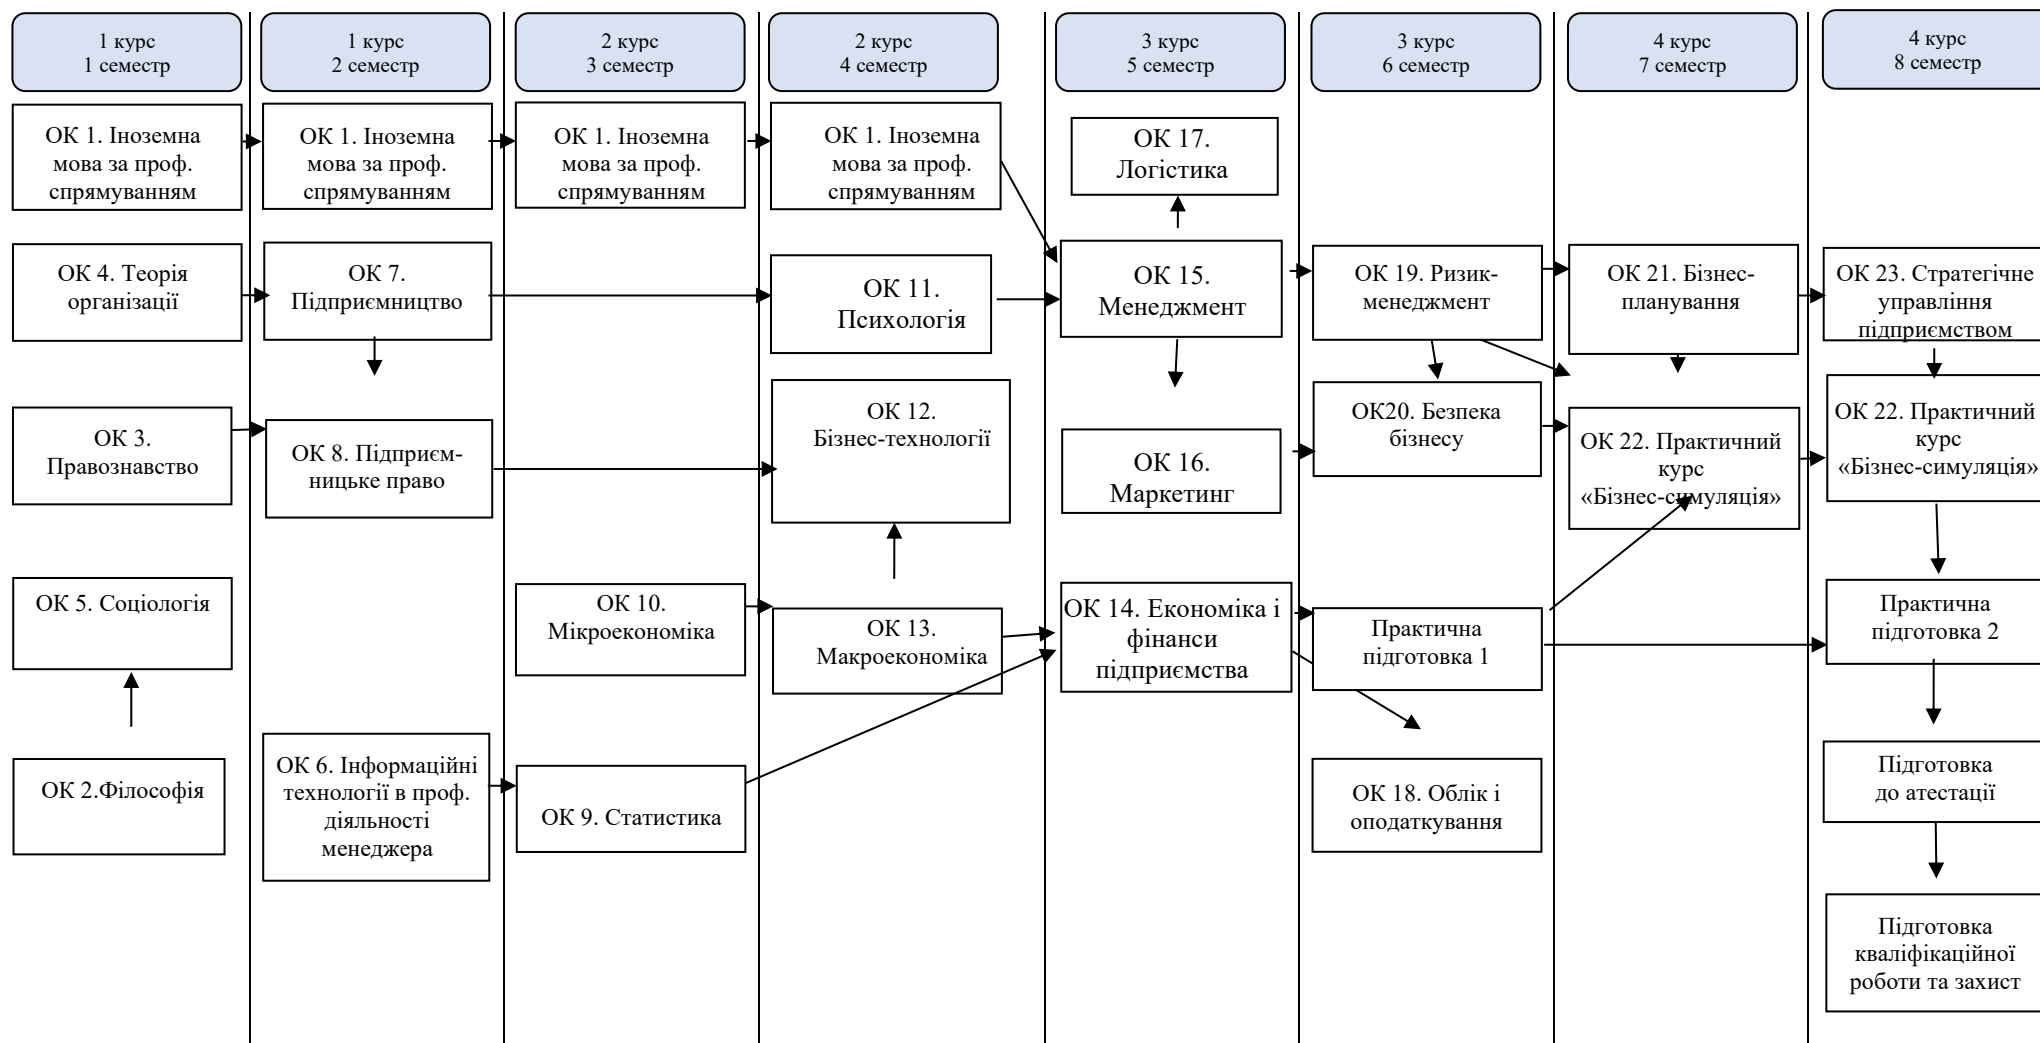 1 курс
1 семестр
1 курс
2 семестр
2 курс
3 семестр
2 курс
4 семестр
3 курс
5 семестр
3 курс
6 семестр
4 курс
7 семестр
4 курс
8 семестр
ОК 1. Іноземна
мова за проф.
спрямуванням
ОК 4. Теорія
організації
ОК 3.
Правознавство
ОК 5. Соціологія
ОК 2.Філософія
ОК 1. Іноземна
мова за проф.
спрямуванням
ОК 7.
Підприємництво
ОК 8. Підприєм-
ницьке право
ОК 6. Інформаційні
технології в проф.
діяльності
менеджера
ОК 1. Іноземна
мова за проф.
спрямуванням
ОК 10.
Мікроекономіка
ОК 9. Статистика
ОК 1. Іноземна
мова за проф.
спрямуванням
ОК 11.
Психологія
ОК 12.
Бізнес-технології
ОК 13.
Макроекономіка
ОК 17.
Логістика
ОК 15.
Менеджмент
ОК 16.
Маркетинг
ОК 14. Економіка і
фінанси
підприємства
ОК 19. Ризик-
менеджмент
ОК20. Безпека
бізнесу
Практична
підготовка 1
ОК 18. Облік і
оподаткування
ОК 21. Бізнес-
планування
ОК 22. Практичний
курс
«Бізнес-симуляція»
ОК 23. Стратегічне
управління
підприємством
ОК 22. Практичний
курс
«Бізнес-симуляція»
Практична
підготовка 2
Підготовка
до атестації
Підготовка
кваліфікаційної
роботи та захист